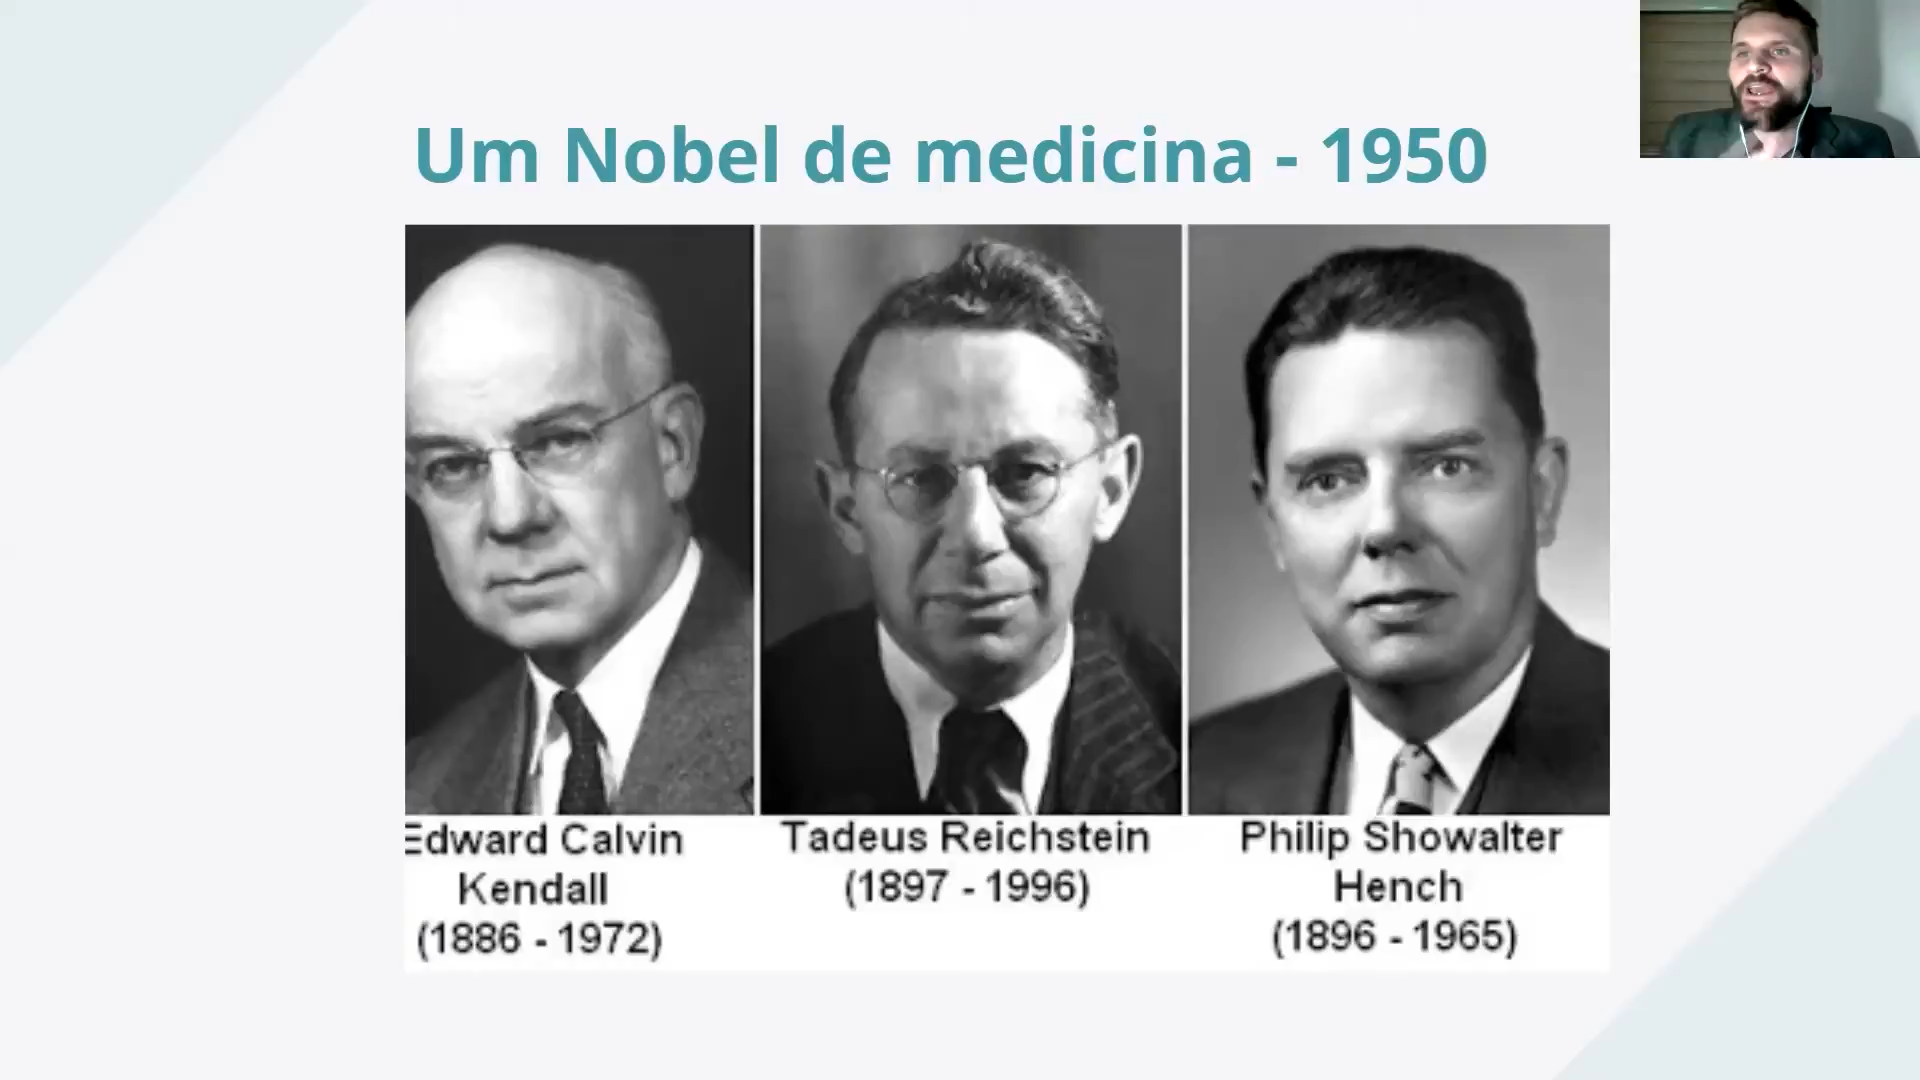 Um Nobel de medicina - 1950
Edward Calvin
Kendall
(1886 - 1972)
Tadeus Reichstein
(1897 - 1996)
Philip Showalter
Hench
(1896 - 1965)